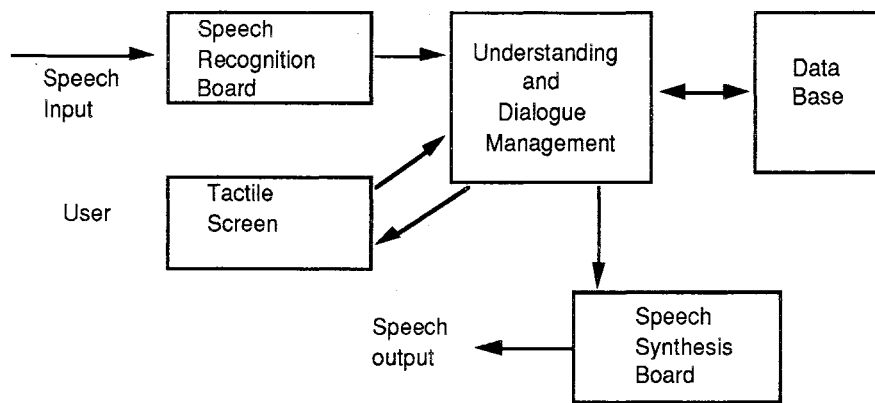 Speech
Recognition
Board
Speech
Input
Understanding
and
Dialogue
Management
Data
Base
User
Tactile
Screen
Speech
output
Speech
Synthesis
Board